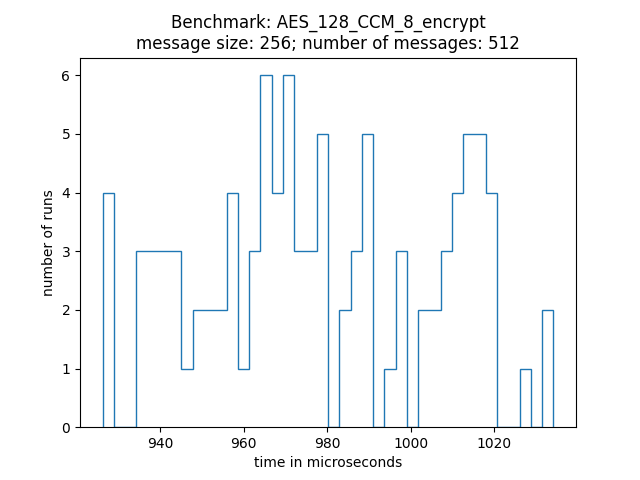 Benchmark: AES_128_CCM_8_encrypt
message size: 256; number of messages: 512
6
5
4
3
2
1
0
number of runs
940 960 980 1000 1020
time in microseconds